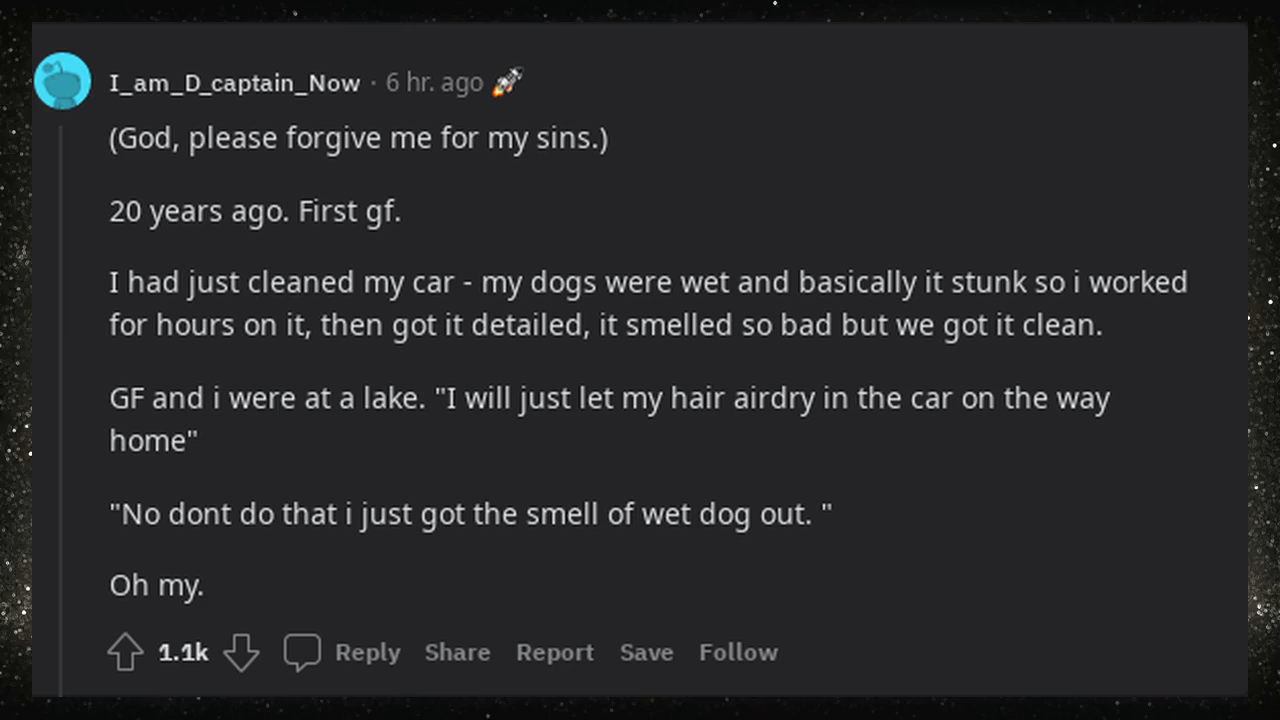 I_am_D_captain_Now · 6 hr. ago 🚀
(God, please forgive me for my sins.)
20 years ago. First gf.
I had just cleaned my car - my dogs were wet and basically it stunk so i worked
for hours on it, then got it detailed, it smelled so bad but we got it clean.
GF and i were at a lake. "I will just let my hair airdry in the car on the way
home"
"No dont do that i just got the smell of wet dog out. "
Oh my.
1.1k Reply Share Report Save Follow